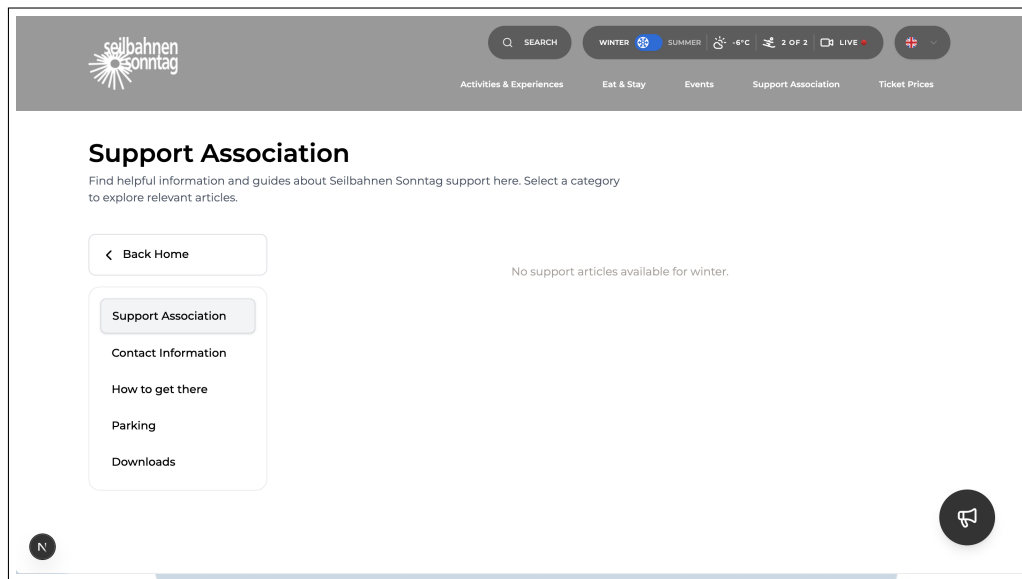 seilbahnen
sonntag
SEARCH
WINTER SUMMER -6°C 2 OF 2 LIVE
Activities & Experiences Eat & Stay Events Support Association Ticket Prices
Support Association
Find helpful information and guides about Seilbahnen Sonntag support here. Select a category
to explore relevant articles.
Back Home
No support articles available for winter.
Support Association
Contact Information
How to get there
Parking
Downloads
N